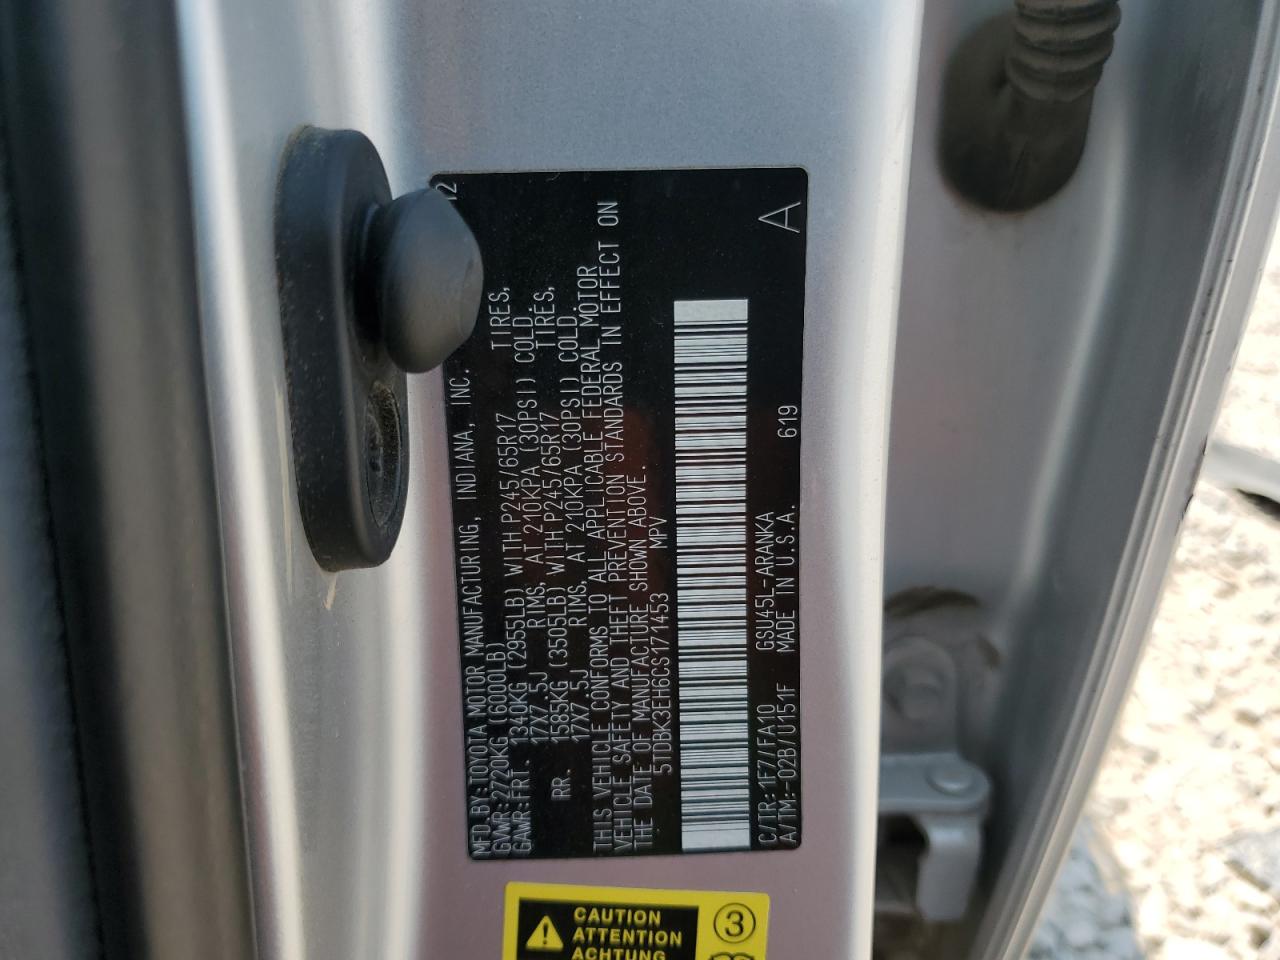 MFD.BY:TOYOTA MOTOR MANUFACTURING, INDIANA, INC. 12
GVWR:2720KG (6000LB)
GAWR:FRT. 1340KG (2955LB) WITH P245/65R17 TIRES,
17X7.5J RIMS, AT 210KPA (30PSI) COLD.
RR. 1585KG (3505LB) WITH P245/65R17 TIRES,
17X7.5J RIMS, AT 210KPA (30PSI) COLD.
THIS VEHICLE CONFORMS TO ALL APPLICABLE FEDERAL MOTOR
VEHICLE SAFETY AND THEFT PREVENTION STANDARDS IN EFFECT ON
THE DATE OF MANUFACTURE SHOWN ABOVE.
5TDBK3EH6CS171453 MPV
C/TR:1F7/FA10 GSU45L-ARANKA 619
A/TM:-02B/U151F MADE IN U.S.A. A
CAUTION
ATTENTION
ACHTUNG
3